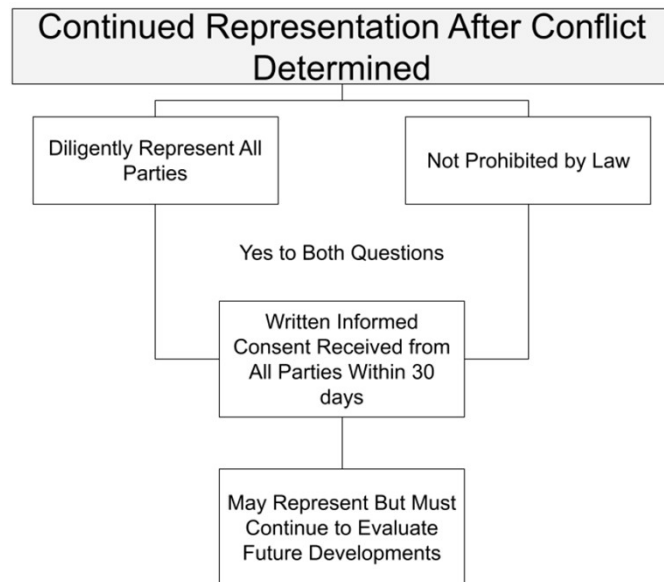 Continued Representation After Conflict
Determined
Diligently Represent All
Parties
Not Prohibited by Law
Yes to Both Questions
Written Informed
Consent Received from
All Parties Within 30
days
May Represent But Must
Continue to Evaluate
Future Developments